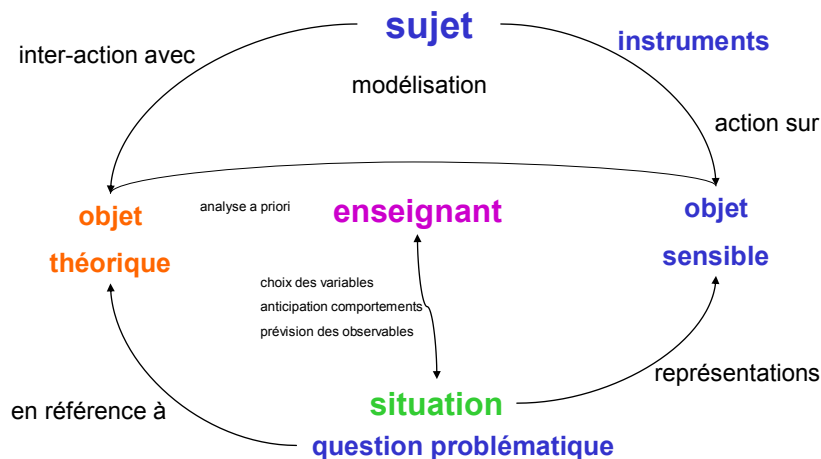 sujet
instruments
inter-action avec
modélisation
action sur
objet
théorique
analyse a priori
enseignant
objet
sensible
choix des variables
anticipation comportements
prévision des observables
représentations
situation
en référence à
question problématique